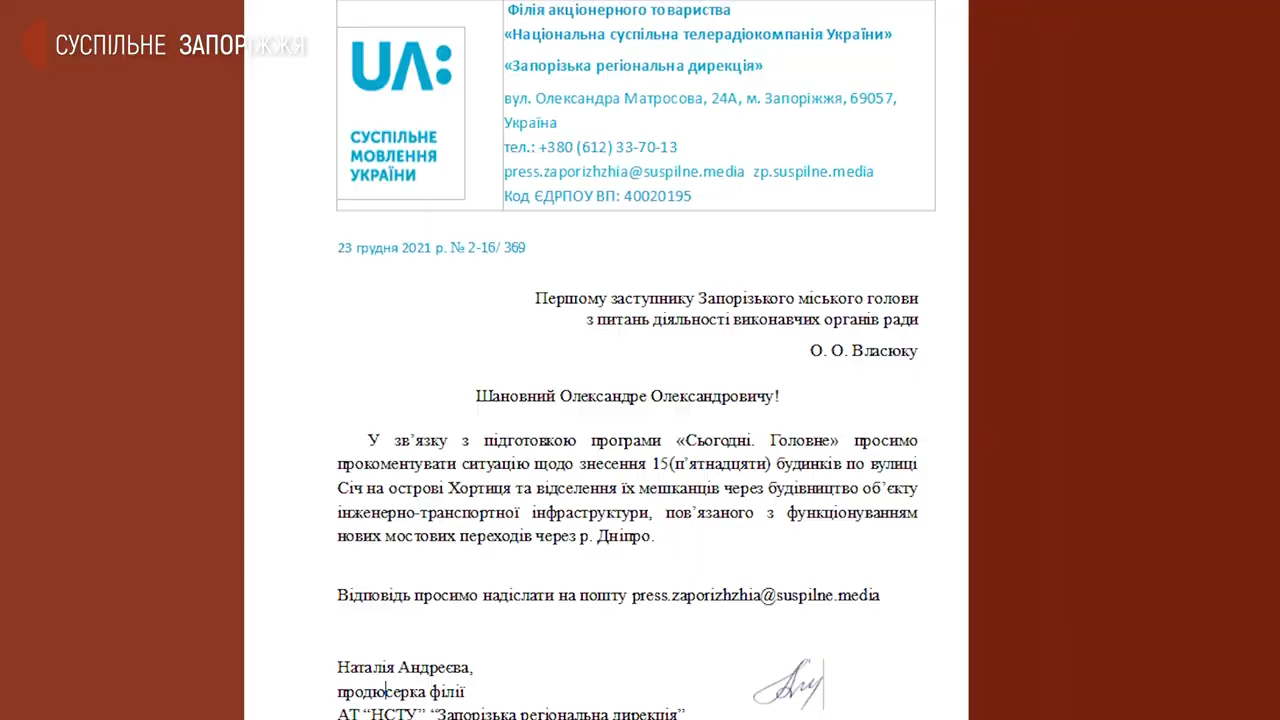 СУСПІЛЬНЕ ЗАПОРІЖЖЯ
UA:
СУСПІЛЬНЕ
МОВЛЕННЯ
УКРАЇНИ
Філія акціонерного товариства
«Національна суспільна телерадіокомпанія України»
«Запорізька регіональна дирекція»
вул. Олександра Матросова, 24А, м. Запоріжжя, 69057,
Україна
тел.: +380 (612) 33-70-13
press.zaporizhzhia@suspilne.media zp.suspilne.media
Код ЄДРПОУ ВП: 40020195
23 грудня 2021 р. № 2-16/ 369
Першому заступнику Запорізького міського голови
з питань діяльності виконавчих органів ради
О. О. Власюку
Шановний Олександре Олександровичу!
У зв’язку з підготовкою програми «Сьогодні. Головне» просимо
прокоментувати ситуацію щодо знесення 15(п’ятнадцяти) будинків по вулиці
Січ на острові Хортиця та відселення їх мешканців через будівництво об’єкту
інженерно-транспортної інфраструктури, пов’язаного з функціонуванням
нових мостових переходів через р. Дніпро.
Відповідь просимо надіслати на пошту press.zaporizhzhia@suspilne.media
Наталія Андреєва,
продюсерка філії
АТ “НСТУ” “Запорізька регіональна дирекція”